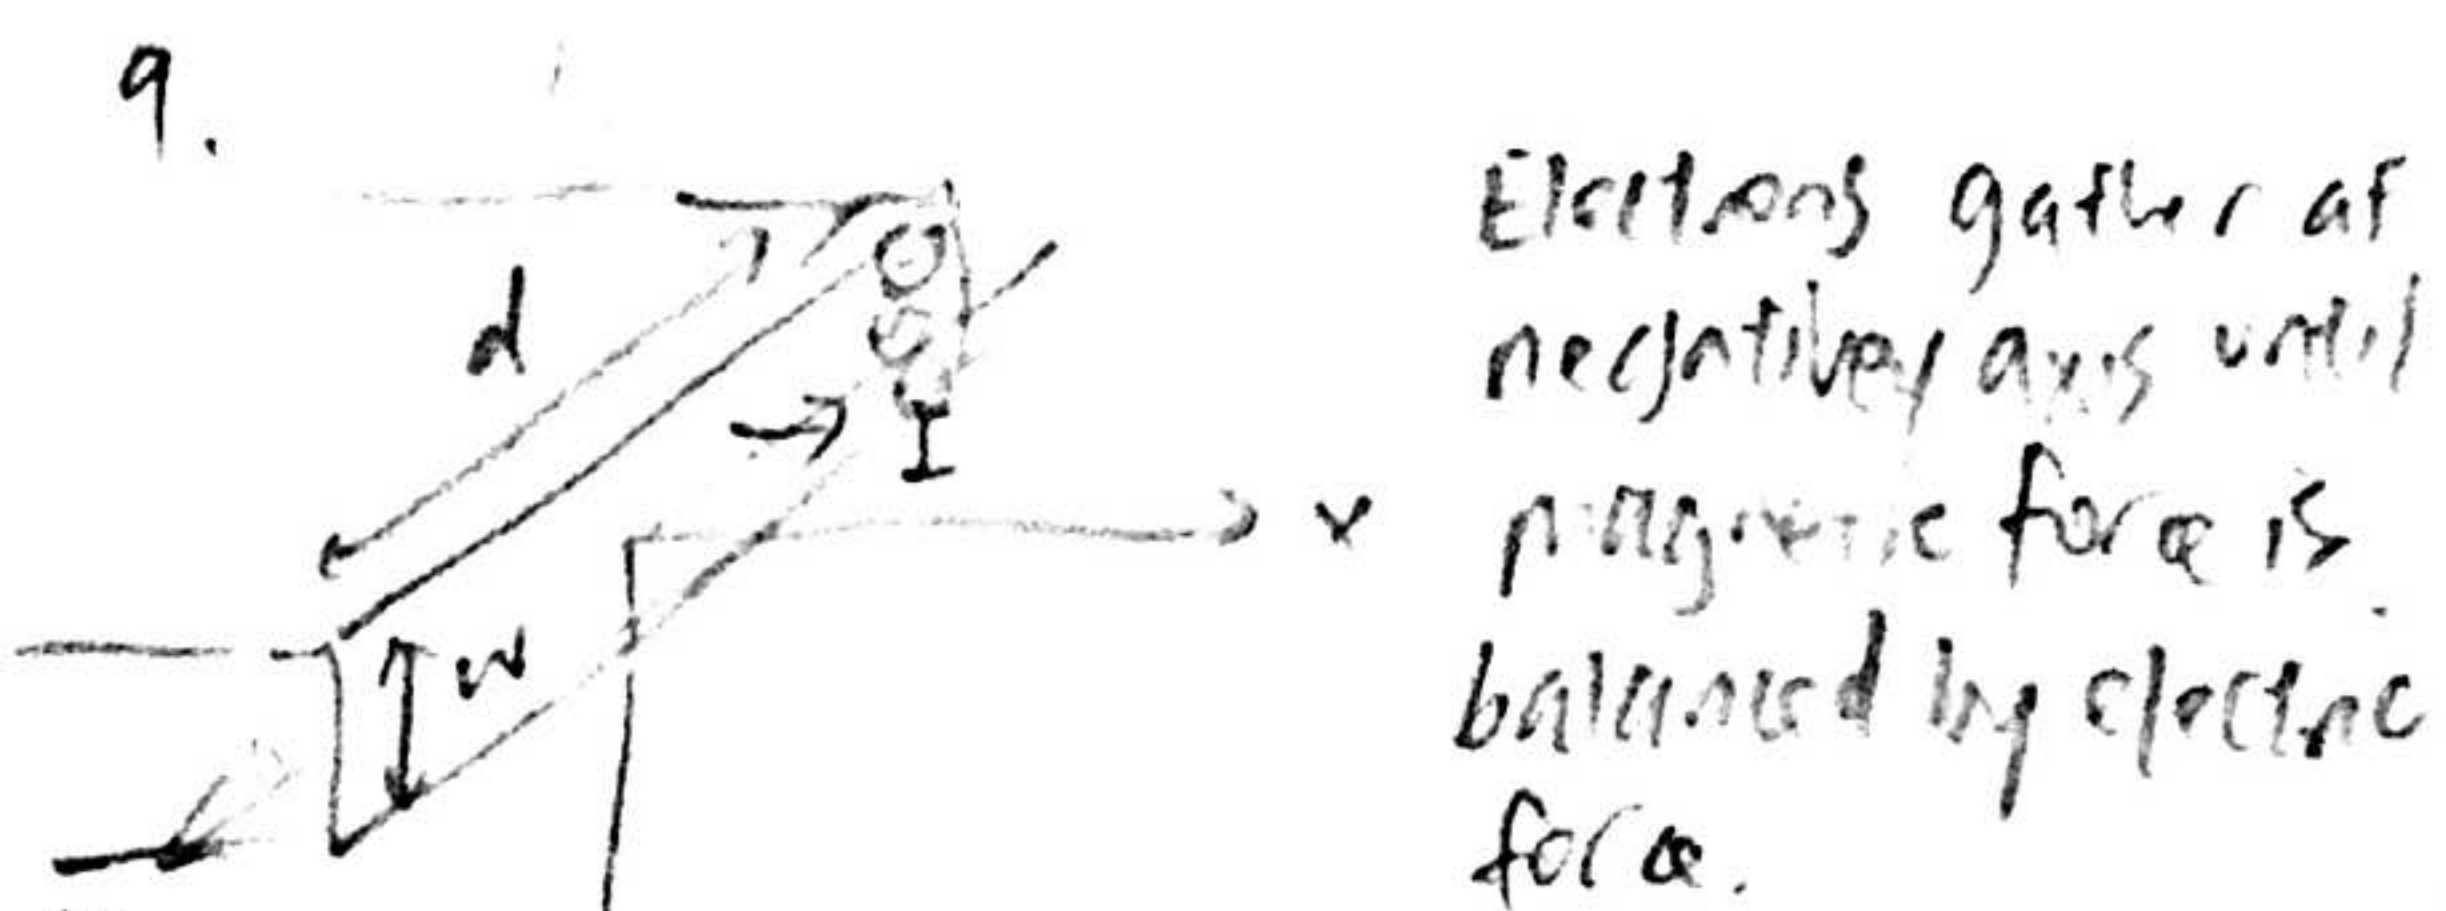 9.
d
I
x
w
Electrons gather at
negative y axis until
magnetic force is
balanced by electric
force.